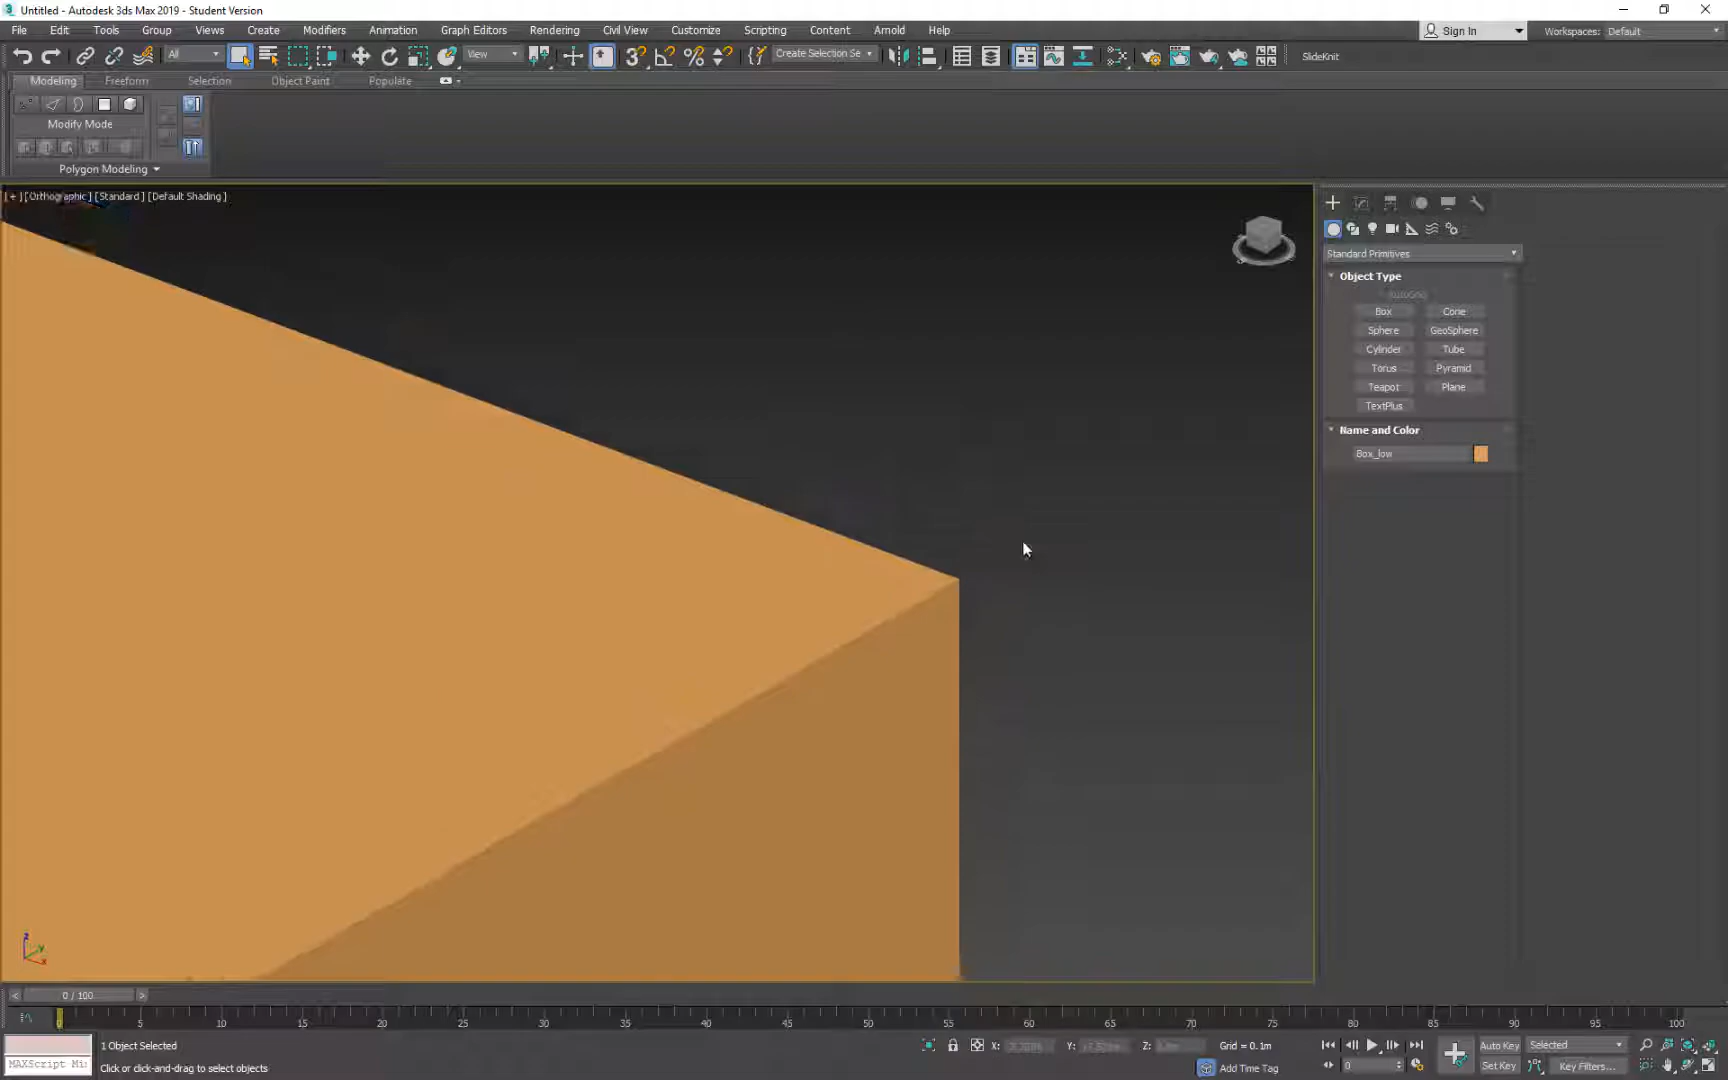 Untitled - Autodesk 3ds Max 2019 - Student Version
File Edit Tools Group Views Create Modifiers Animation Graph Editors Rendering Civil View Customize Scripting Content Arnold Help
Sign In Workspaces: Default
All View Create Selection Se SlideKnit
Modeling Freeform Selection Object Paint Populate
Modify Mode
Polygon Modeling
[+] [Orthographic] [Standard] [Default Shading]
Standard Primitives
Object Type
AutoGrid
Box Cone
Sphere GeoSphere
Cylinder Tube
Torus Pyramid
Teapot Plane
TextPlus
Name and Color
Box_low
z
y
x
0 / 100
0 5 10 15 20 25 30 35 40 45 50 55 60 65 70 75 80 85 90 95 100
1 Object Selected X: Y: Z: Grid = 0.1m Auto Key Selected
MAXScript Mi Click or click-and-drag to select objects Add Time Tag 0 Set Key Key Filters...